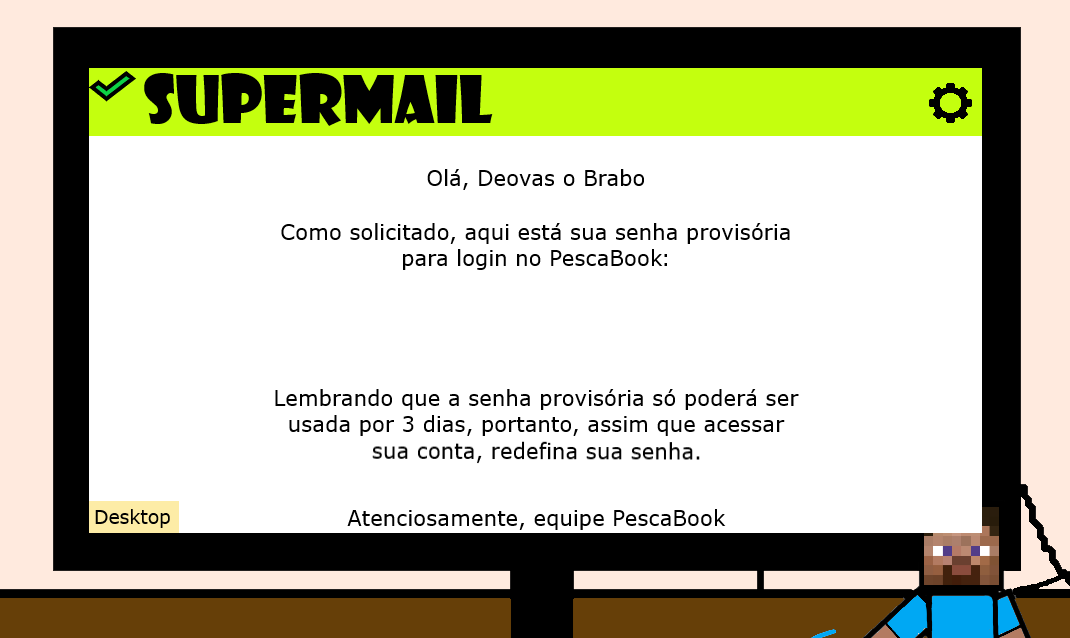 SUPERMAIL
Olá, Deovas o Brabo
Como solicitado, aqui está sua senha provisória
para login no PescaBook:
Lembrando que a senha provisória só poderá ser
usada por 3 dias, portanto, assim que acessar
sua conta, redefina sua senha.
Desktop
Atenciosamente, equipe PescaBook